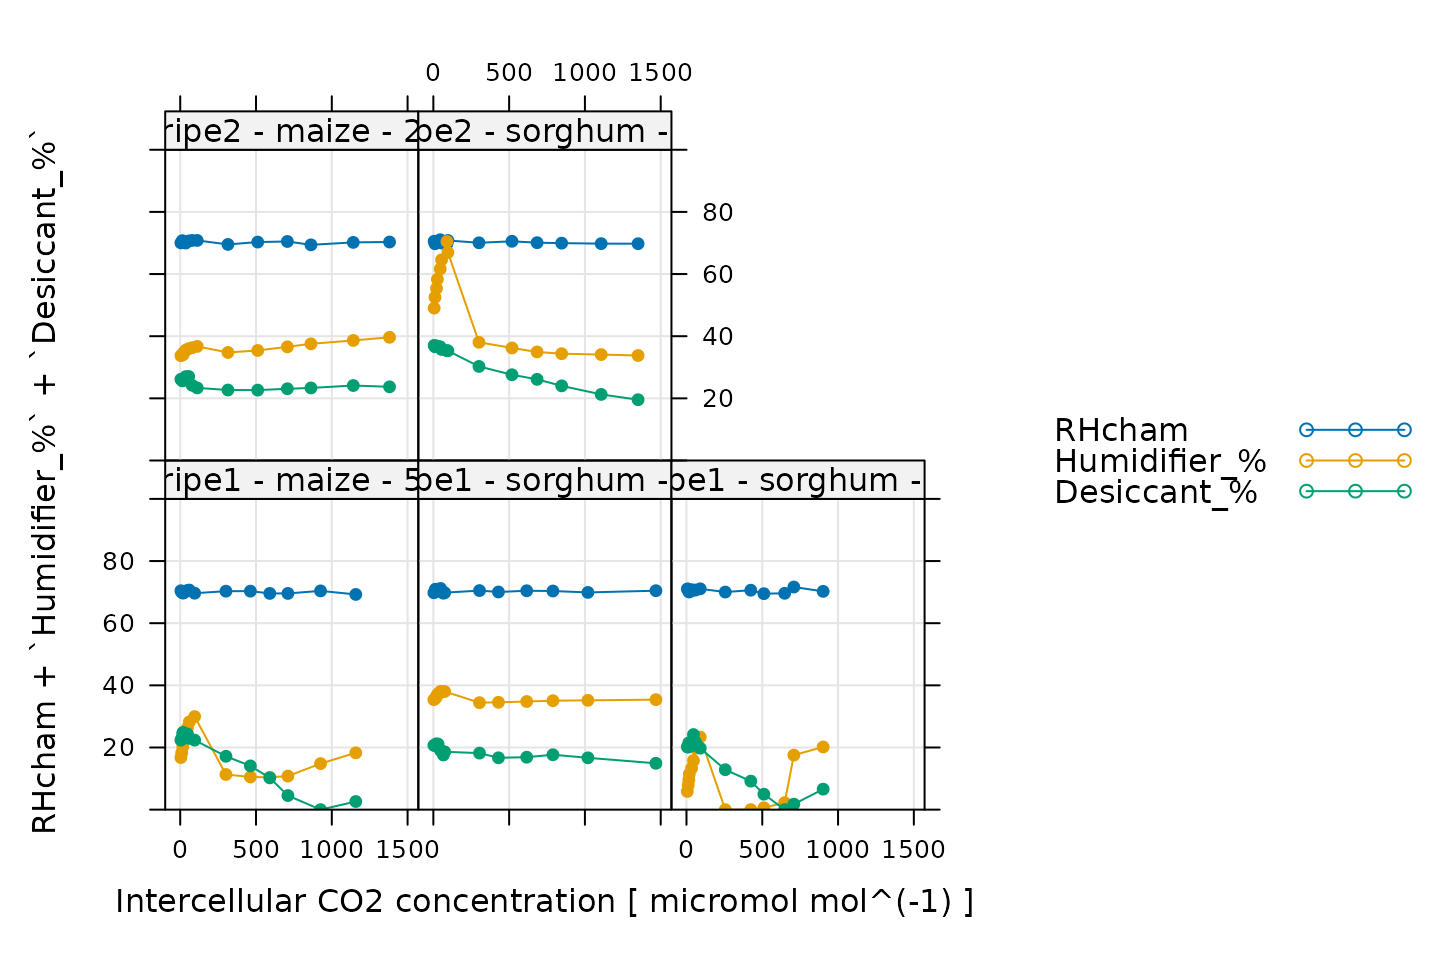 0 500 1000 1500
ripe2 - maize - 2
pe2 - sorghum -
80
60
40
20
RHcham + `Humidifier_%` + `Desiccant_%`
RHcham
Humidifier_%
Desiccant_%
ripe1 - maize - 5
pe1 - sorghum -
pe1 - sorghum -
80
60
40
20
0 500 1000 1500
0 500 1000 1500
Intercellular CO2 concentration [ micromol mol^(-1) ]